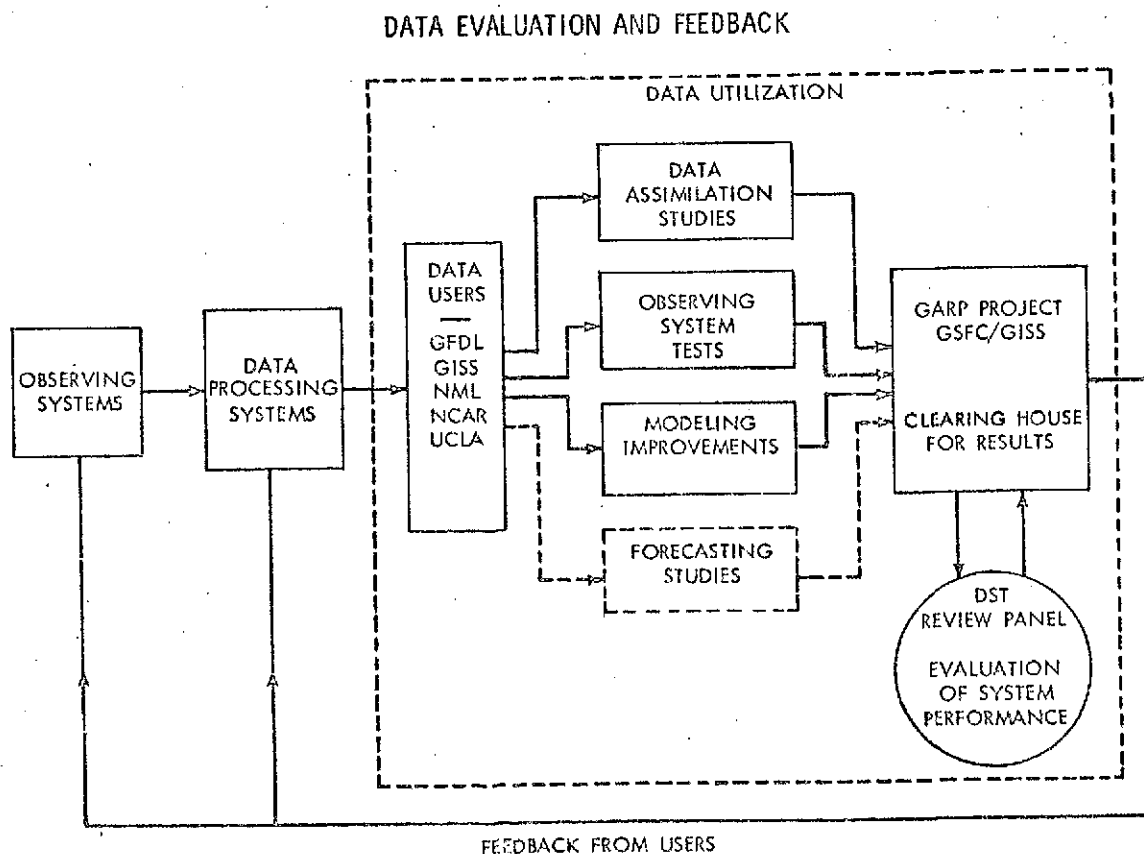 DATA EVALUATION AND FEEDBACK
DATA UTILIZATION
OBSERVING
SYSTEMS
DATA
PROCESSING
SYSTEMS
DATA
USERS
GFDL
GISS
NML
NCAR
UCLA
DATA
ASSIMILATION
STUDIES
OBSERVING
SYSTEM
TESTS
MODELING
IMPROVEMENTS
FORECASTING
STUDIES
GARP PROJECT
GSFC/GISS
CLEARING HOUSE
FOR RESULTS
DST
REVIEW PANEL
EVALUATION
OF SYSTEM
PERFORMANCE
FEEDBACK FROM USERS